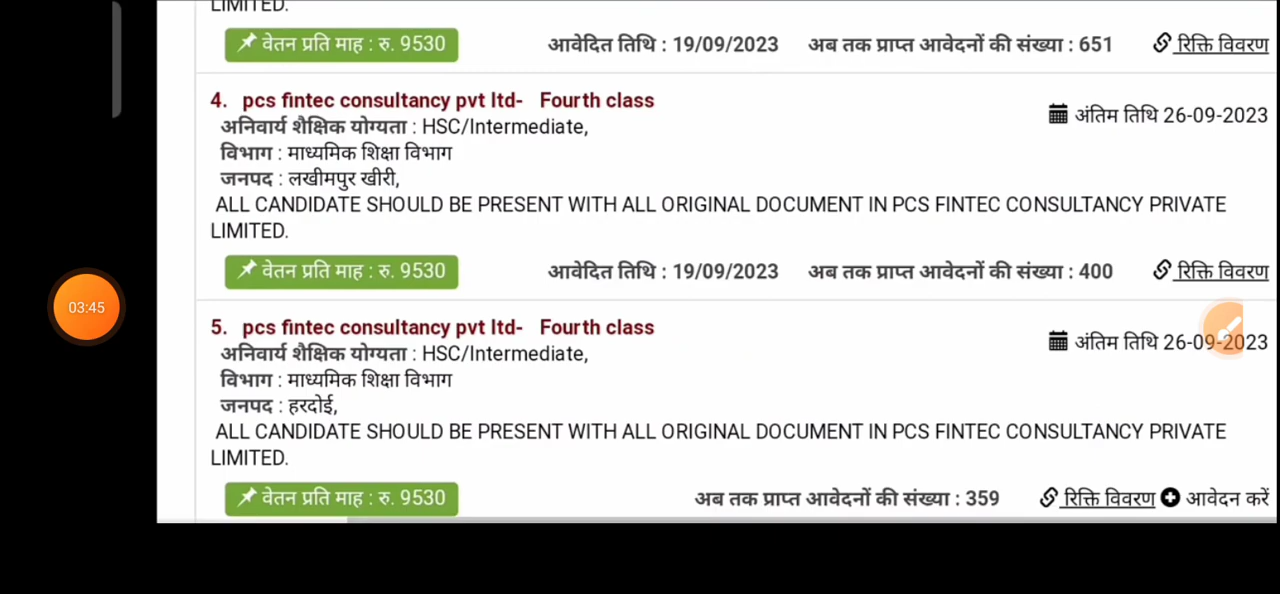 LIMITED.
वेतन प्रति माह : रु. 9530 आवेदित तिथि : 19/09/2023 अब तक प्राप्त आवेदनों की संख्या : 651 रिक्ति विवरण
4. pcs fintec consultancy pvt ltd- Fourth class
अंतिम तिथि 26-09-2023
अनिवार्य शैक्षिक योग्यता : HSC/Intermediate,
विभाग : माध्यमिक शिक्षा विभाग
जनपद : लखीमपुर खीरी,
ALL CANDIDATE SHOULD BE PRESENT WITH ALL ORIGINAL DOCUMENT IN PCS FINTEC CONSULTANCY PRIVATE
LIMITED.
वेतन प्रति माह : रु. 9530 आवेदित तिथि : 19/09/2023 अब तक प्राप्त आवेदनों की संख्या : 400 रिक्ति विवरण
03:45
5. pcs fintec consultancy pvt ltd- Fourth class
अंतिम तिथि 26-09-2023
अनिवार्य शैक्षिक योग्यता : HSC/Intermediate,
विभाग : माध्यमिक शिक्षा विभाग
जनपद : हरदोई,
ALL CANDIDATE SHOULD BE PRESENT WITH ALL ORIGINAL DOCUMENT IN PCS FINTEC CONSULTANCY PRIVATE
LIMITED.
वेतन प्रति माह : रु. 9530 अब तक प्राप्त आवेदनों की संख्या : 359 रिक्ति विवरण आवेदन करें